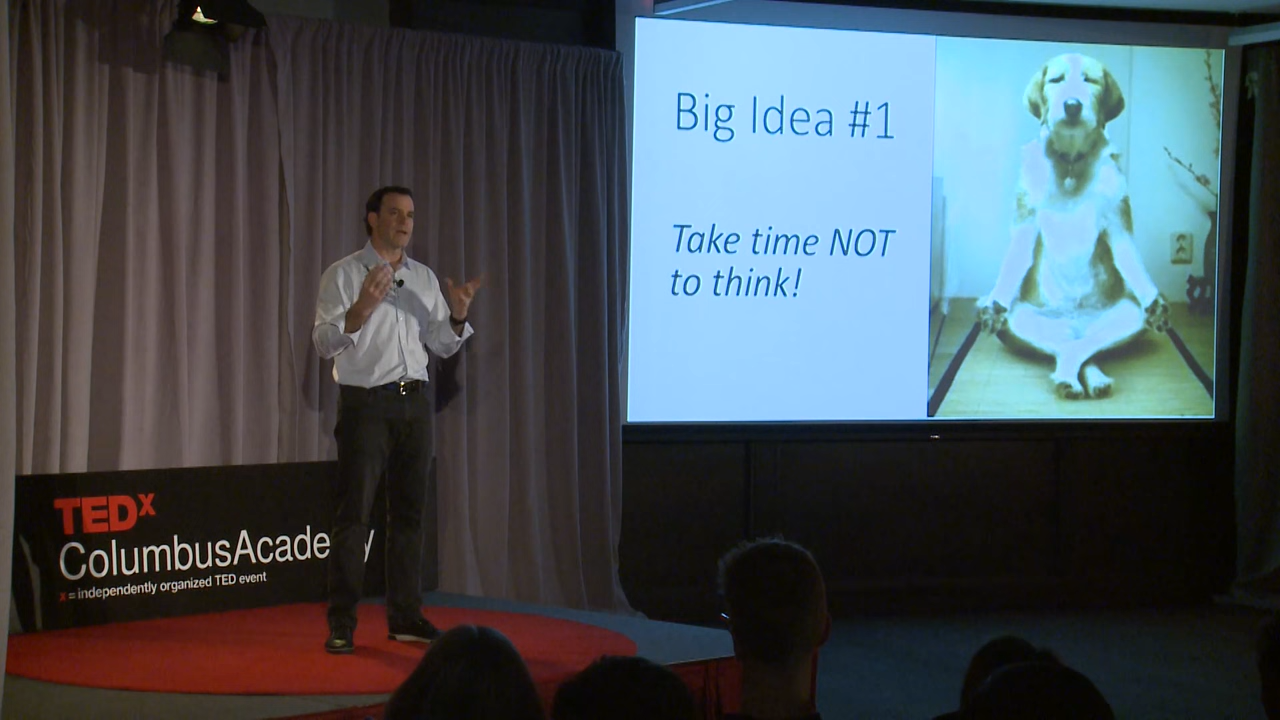 Big Idea #1
Take time NOT
to think!
TEDx
ColumbusAcade y
x = independently organized TED event